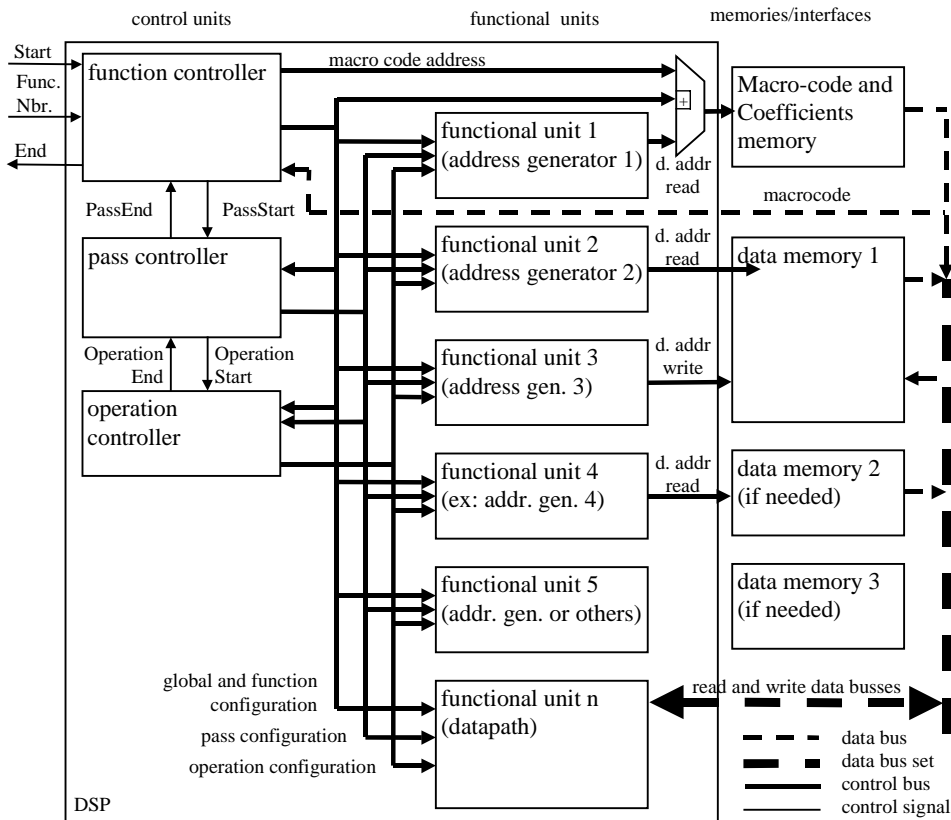 control units
functional units
memories/interfaces
Start
Func.
Nbr.
End
function controller
macro code address
+
Macro-code and
Coefficients
memory
functional unit 1
(address generator 1)
d. addr
read
macrocode
PassEnd
PassStart
pass controller
functional unit 2
(address generator 2)
d. addr
read
data memory 1
Operation
End
Operation
Start
functional unit 3
(address gen. 3)
d. addr
write
operation
controller
functional unit 4
(ex: addr. gen. 4)
d. addr
read
data memory 2
(if needed)
functional unit 5
(addr. gen. or others)
data memory 3
(if needed)
global and function
configuration
pass configuration
operation configuration
functional unit n
(datapath)
read and write data busses
data bus
data bus set
control bus
control signal
DSP